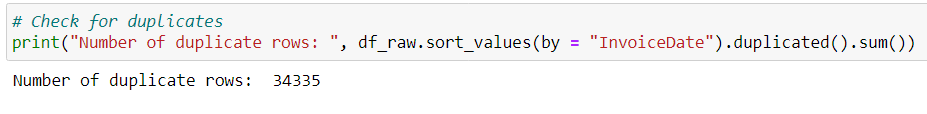 # Check for duplicates
print("Number of duplicate rows: ", df_raw.sort_values(by = "InvoiceDate").duplicated().sum())
Number of duplicate rows:  34335